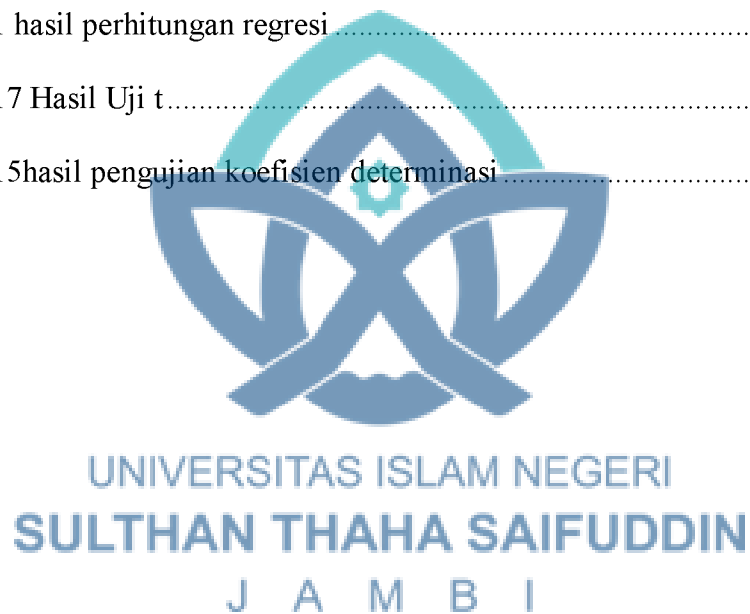 hasil perhitungan regresi ........................................................
7 Hasil Uji t ........................................................................
5hasil pengujian koefisien determinasi .................................
UNIVERSITAS ISLAM NEGERI
SULTHAN THAHA SAIFUDDIN
J A M B I